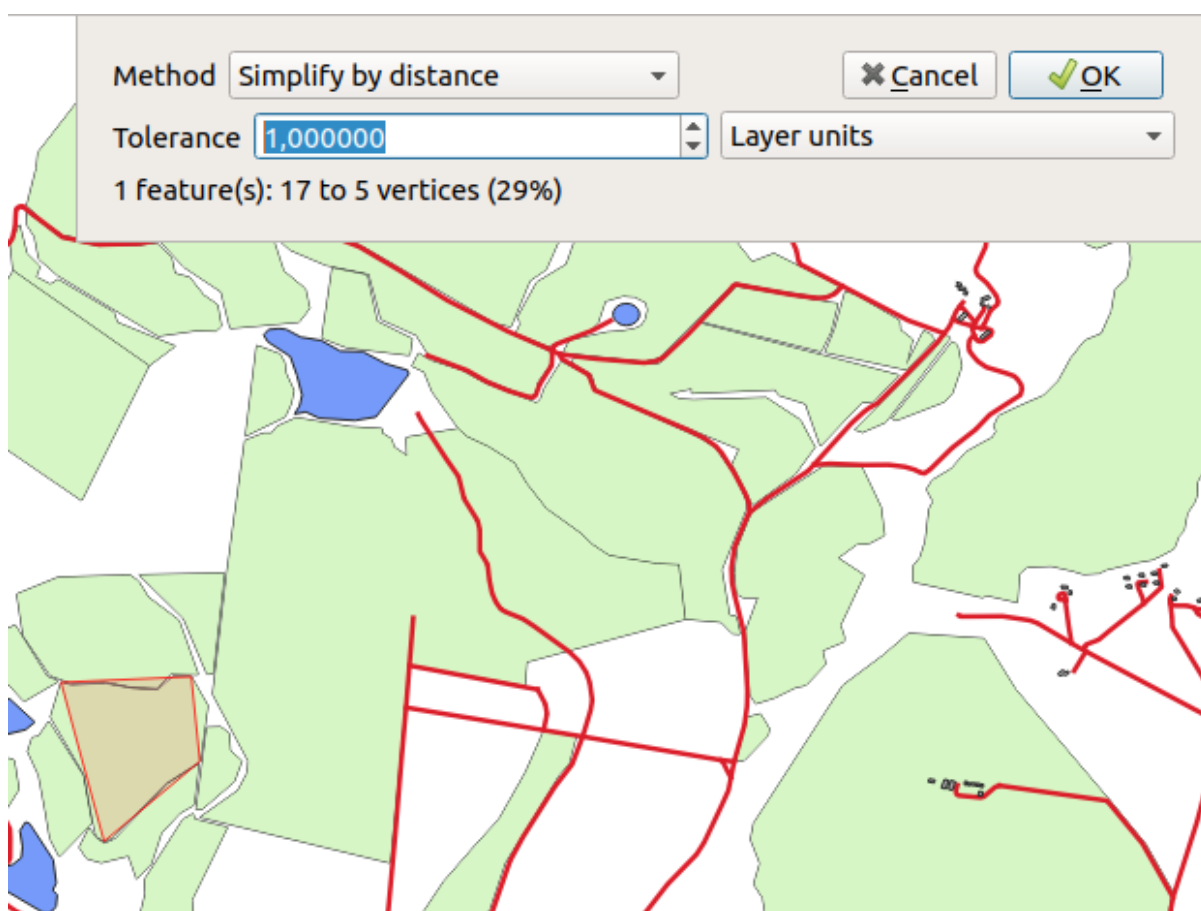 Method Simplify by distance Cancel OK
Tolerance 1,000000 Layer units
1 feature(s): 17 to 5 vertices (29%)